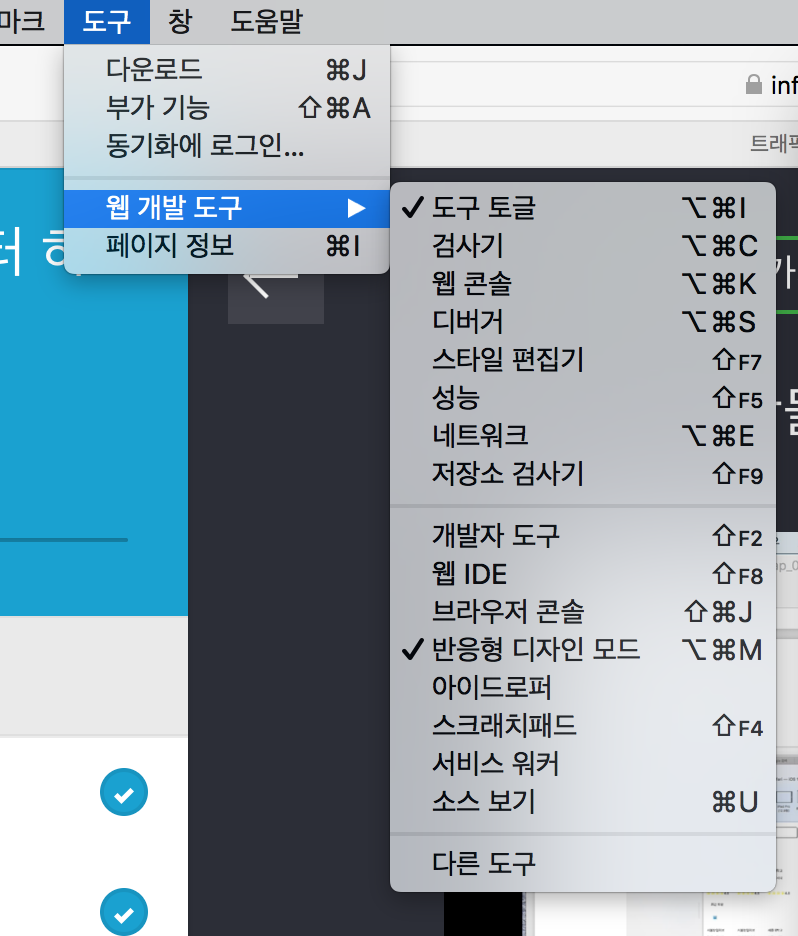 마크 도구 창 도움말
다운로드 ⌘J
부가 기능 ⇧⌘A
동기화에 로그인...
웹 개발 도구 ▶
페이지 정보 ⌘I
inf
트래픽
터 하
✓ 도구 토글 ⌥⌘I
검사기 ⌥⌘C
웹 콘솔 ⌥⌘K
디버거 ⌥⌘S
스타일 편집기 ⇧F7
성능 ⇧F5
네트워크 ⌥⌘E
저장소 검사기 ⇧F9
개발자 도구 ⇧F2
웹 IDE ⇧F8
브라우저 콘솔 ⇧⌘J
✓ 반응형 디자인 모드 ⌥⌘M
아이드로퍼
스크래치패드 ⇧F4
서비스 워커
소스 보기 ⌘U
다른 도구